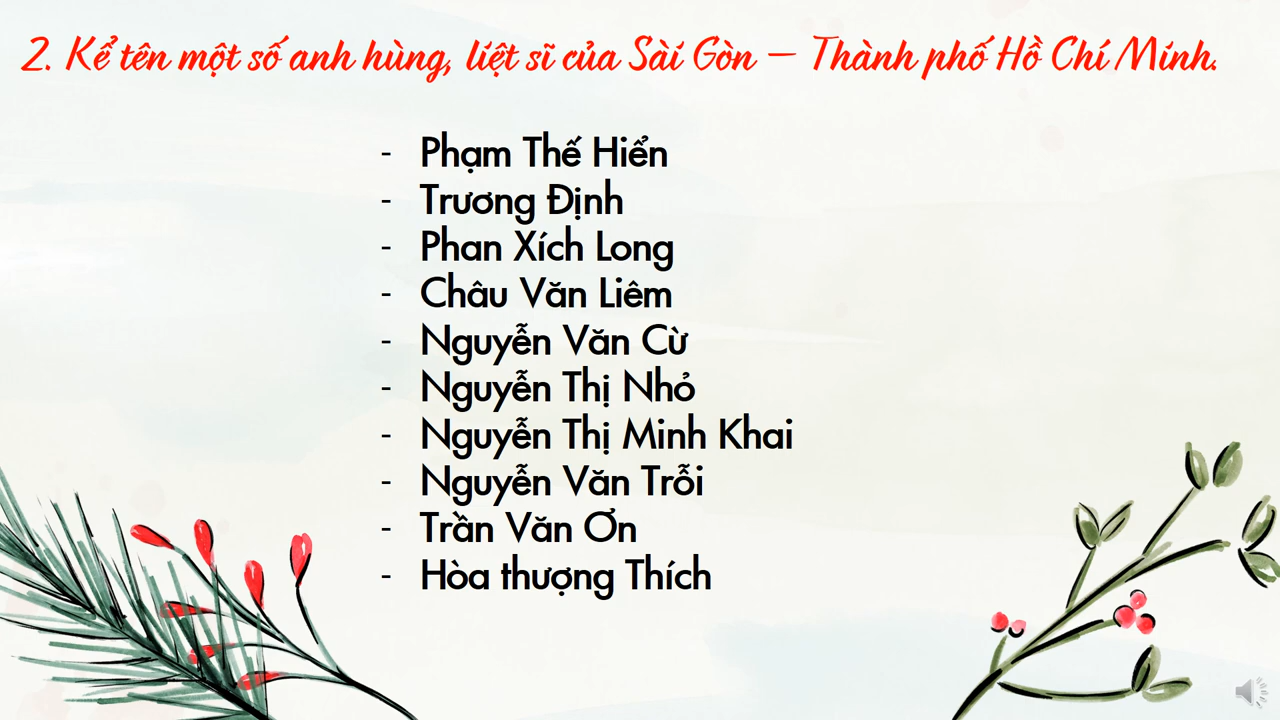 2. Kể tên một số anh hùng, liệt sĩ của Sài Gòn – Thành phố Hồ Chí Minh.
- Phạm Thế Hiển
- Trương Định
- Phan Xích Long
- Châu Văn Liêm
- Nguyễn Văn Cừ
- Nguyễn Thị Nhỏ
- Nguyễn Thị Minh Khai
- Nguyễn Văn Trỗi
- Trần Văn Ơn
- Hòa thượng Thích